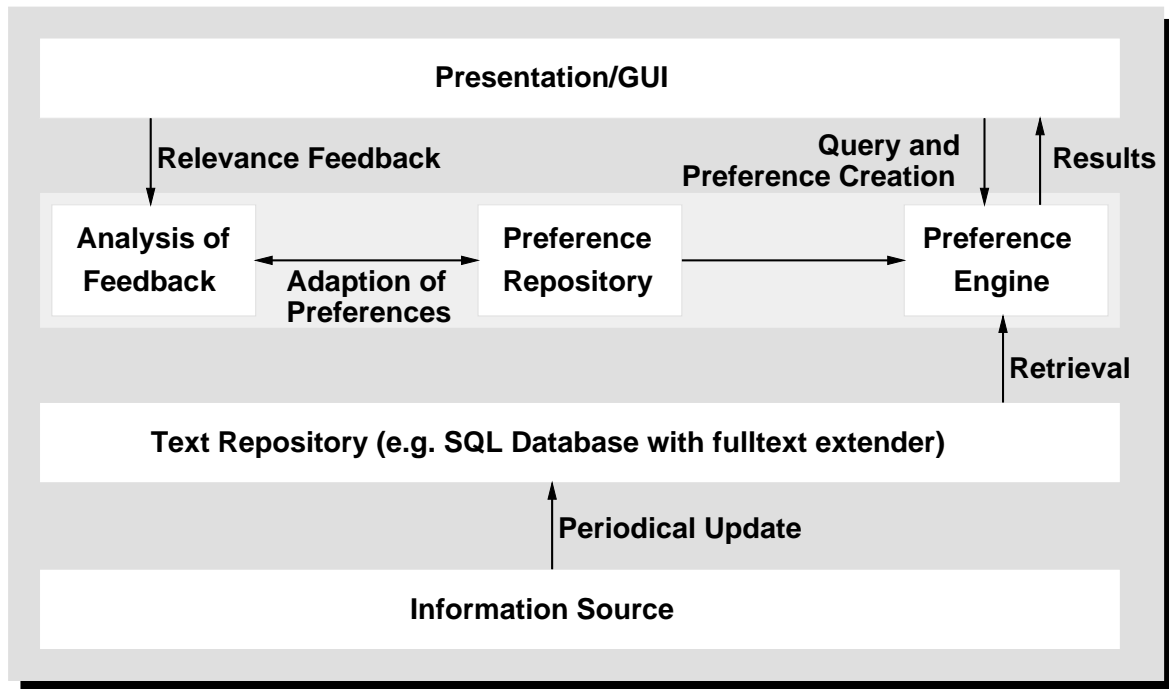 Presentation/GUI
Relevance Feedback
Query and
Preference Creation
Results
Analysis of
Feedback
Adaption of
Preferences
Preference
Repository
Preference
Engine
Retrieval
Text Repository (e.g. SQL Database with fulltext extender)
Periodical Update
Information Source